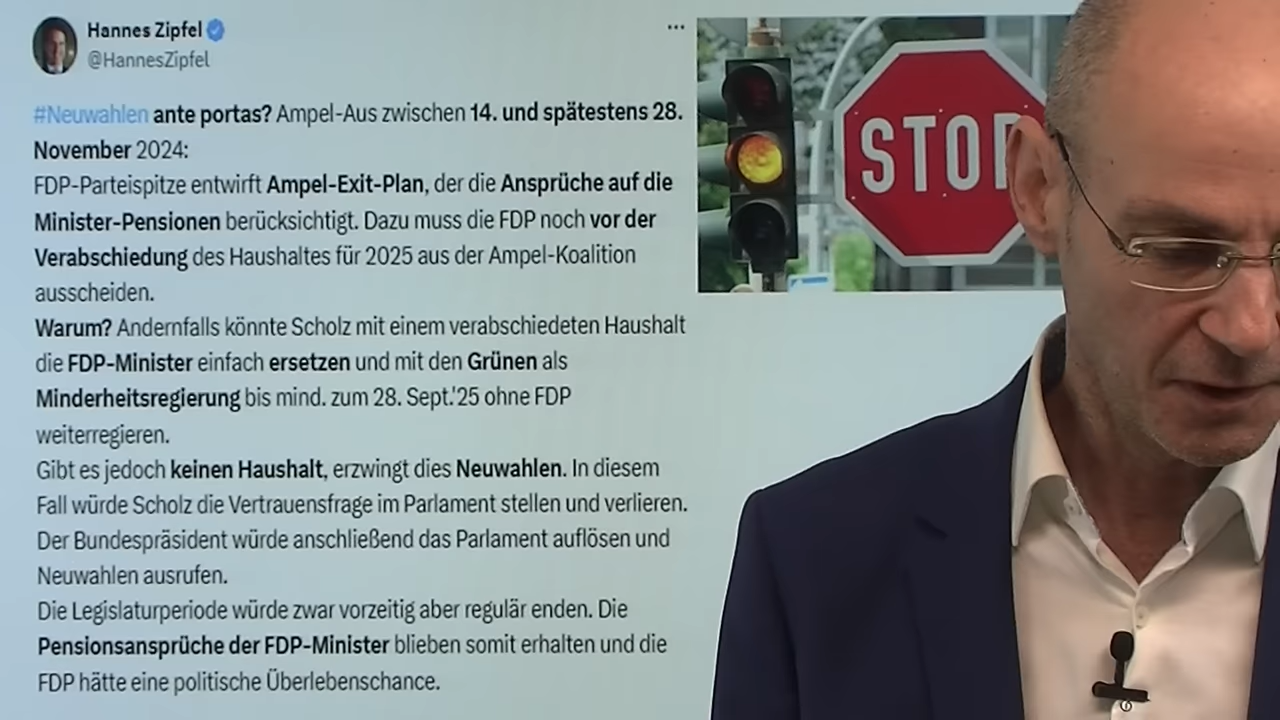 Hannes Zipfel
@HannesZipfel
#Neuwahlen ante portas? Ampel-Aus zwischen 14. und spätestens 28.
November 2024:
FDP-Parteispitze entwirft Ampel-Exit-Plan, der die Ansprüche auf die
Minister-Pensionen berücksichtigt. Dazu muss die FDP noch vor der
Verabschiedung des Haushaltes für 2025 aus der Ampel-Koalition
ausscheiden.
Warum? Andernfalls könnte Scholz mit einem verabschiedeten Haushalt
die FDP-Minister einfach ersetzen und mit den Grünen als
Minderheitsregierung bis mind. zum 28. Sept.'25 ohne FDP
weiterregieren.
Gibt es jedoch keinen Haushalt, erzwingt dies Neuwahlen. In diesem
Fall würde Scholz die Vertrauensfrage im Parlament stellen und verlieren.
Der Bundespräsident würde anschließend das Parlament auflösen und
Neuwahlen ausrufen.
Die Legislaturperiode würde zwar vorzeitig aber regulär enden. Die
Pensionsansprüche der FDP-Minister blieben somit erhalten und die
FDP hätte eine politische Überlebenschance.
STOP